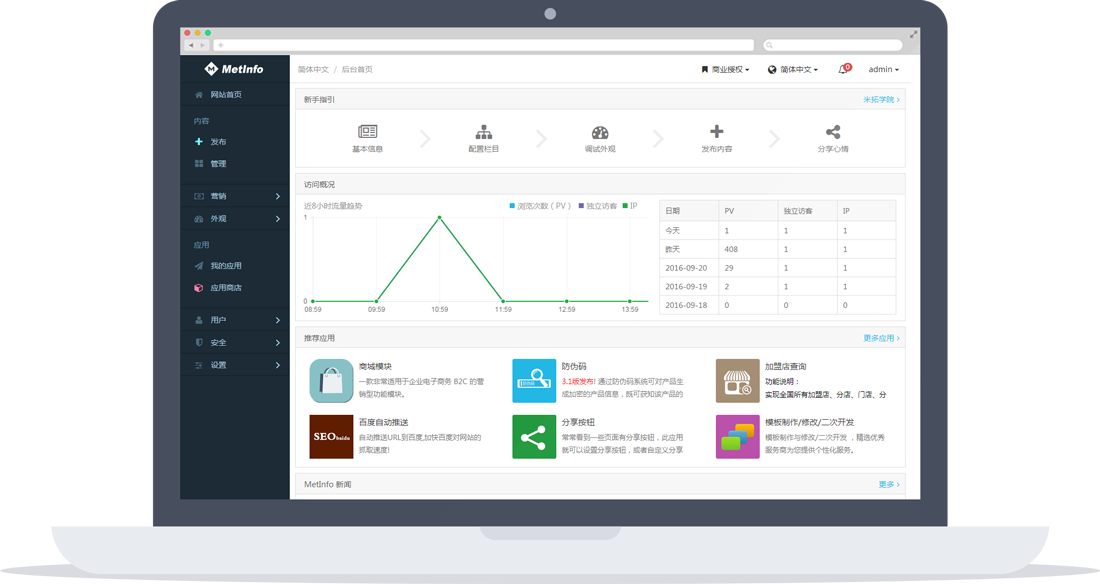 MetInfo
简体中文 / 后台首页
商业授权
简体中文
0
admin
网站首页
内容
发布
管理
营销
外观
应用
我的应用
应用商店
用户
安全
设置
新手指引
米拓学院
基本信息
配置栏目
调试外观
发布内容
分享心情
访问概况
近8小时流量趋势
浏览次数（PV） 独立访客 IP
1
0
08:59 09:59 10:59 11:59 12:59 13:59
日期 PV 独立访客 IP
今天 1 1 1
昨天 408 1 1
2016-09-20 29 1 1
2016-09-19 2 1 1
2016-09-18 0 0 0
推荐应用
更多应用
商城模块
一款非常适用于企业电子商务 B2C 的营
销型功能模块。
防伪码
3.1版发布! 通过防伪码系统可对产品生
成加密的产品信息，既可获知该产品的
加盟店查询
功能说明：
实现全国所有加盟店、分店、门店、分
SEO baidu
百度自动推送
自动推送URL到百度,加快百度对网站的
抓取速度!
分享按钮
常常看到一些页面有分享按钮，此应用
就可以设置分享按钮，或者自定义分享
模板制作/修改/二次开发
模板制作与修改/二次开发 ，精选优秀
服务商为您提供个性化服务。
MetInfo 新闻
更多